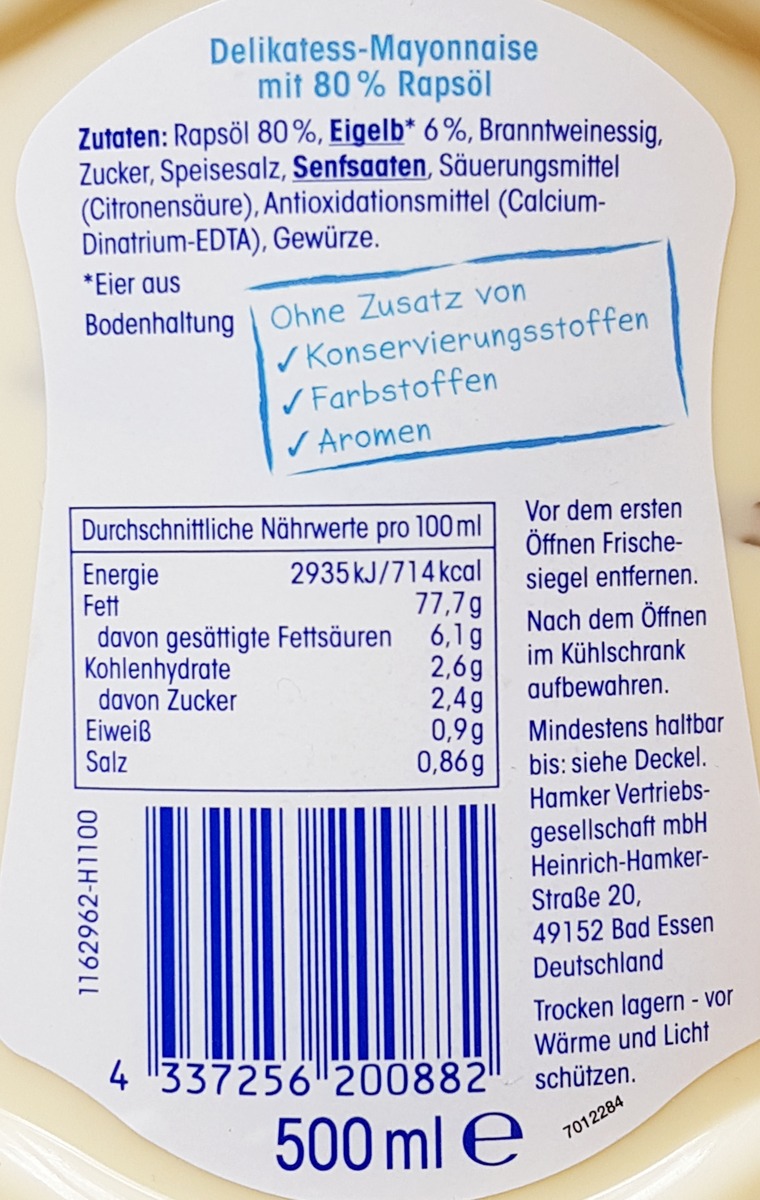 Delikatess-Mayonnaise
mit 80 % Rapsöl
Zutaten: Rapsöl 80 %, Eigelb* 6 %, Branntweinessig,
Zucker, Speisesalz, Senfsaaten, Säuerungsmittel
(Citronensäure), Antioxidationsmittel (Calcium-
Dinatrium-EDTA), Gewürze.
*Eier aus
Bodenhaltung
Ohne Zusatz von
✓ Konservierungsstoffen
✓ Farbstoffen
✓ Aromen
Durchschnittliche Nährwerte pro 100 ml
Energie 2935 kJ/714 kcal
Fett 77,7 g
davon gesättigte Fettsäuren 6,1 g
Kohlenhydrate 2,6 g
davon Zucker 2,4 g
Eiweiß 0,9 g
Salz 0,86 g
Vor dem ersten
Öffnen Frische-
siegel entfernen.
Nach dem Öffnen
im Kühlschrank
aufbewahren.
Mindestens haltbar
bis: siehe Deckel.
Hamker Vertriebs-
gesellschaft mbH
Heinrich-Hamker-
Straße 20,
49152 Bad Essen
Deutschland
Trocken lagern - vor
Wärme und Licht
schützen.
1162962-H1100
4 337256 200882
500 ml e
7012284